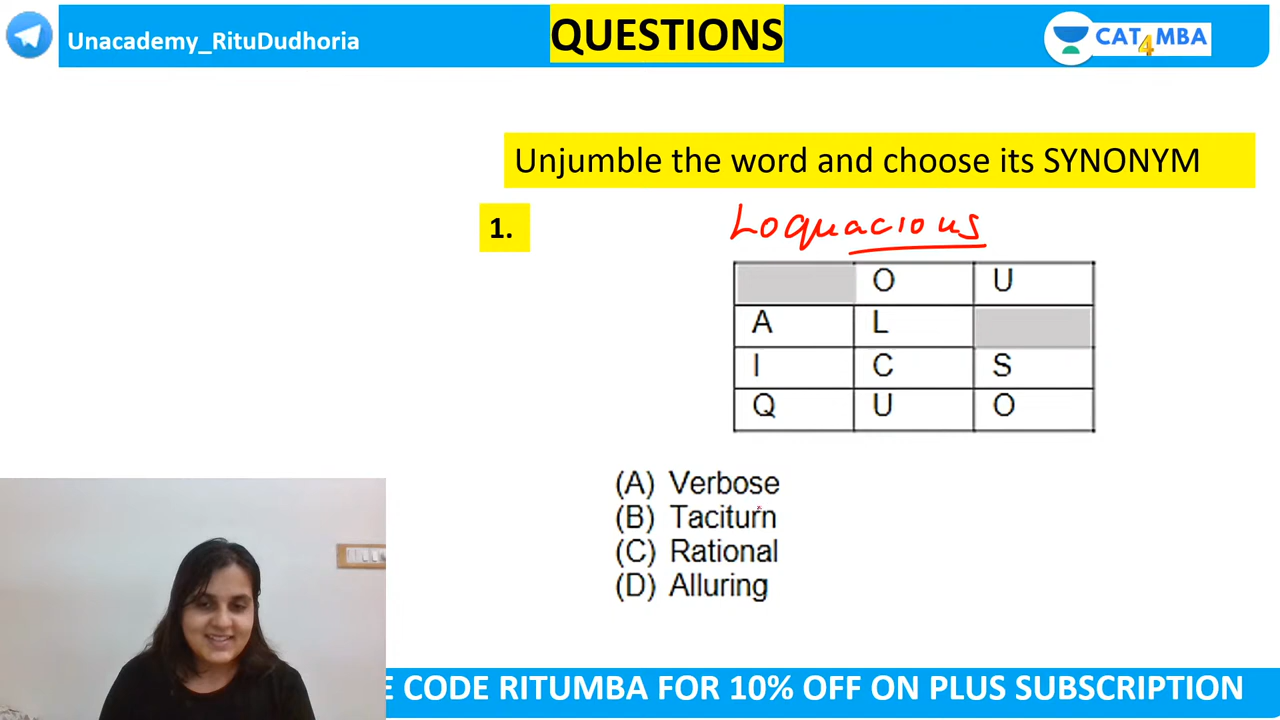 Unacademy_RituDudhoria
QUESTIONS
CAT4MBA
Unjumble the word and choose its SYNONYM
1.
Loquacious
O U
A L
I C S
Q U O
(A) Verbose
(B) Taciturn
(C) Rational
(D) Alluring
E CODE RITUMBA FOR 10% OFF ON PLUS SUBSCRIPTION